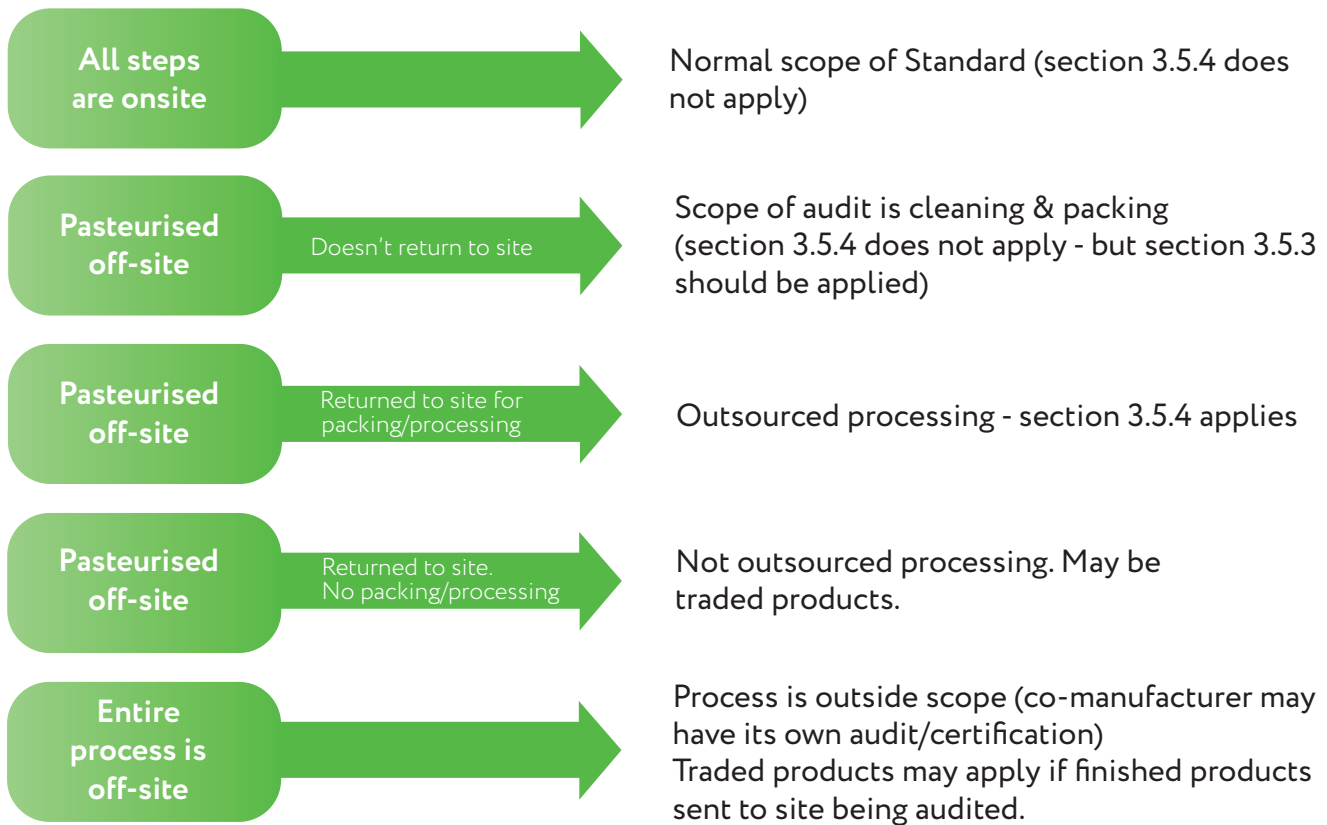 All steps
are onsite
Normal scope of Standard (section 3.5.4 does
not apply)
Pasteurised
off-site
Doesn't return to site
Scope of audit is cleaning & packing
(section 3.5.4 does not apply - but section 3.5.3
should be applied)
Pasteurised
off-site
Returned to site for
packing/processing
Outsourced processing - section 3.5.4 applies
Pasteurised
off-site
Returned to site.
No packing/processing
Not outsourced processing. May be
traded products.
Entire
process is
off-site
Process is outside scope (co-manufacturer may
have its own audit/certification)
Traded products may apply if finished products
sent to site being audited.